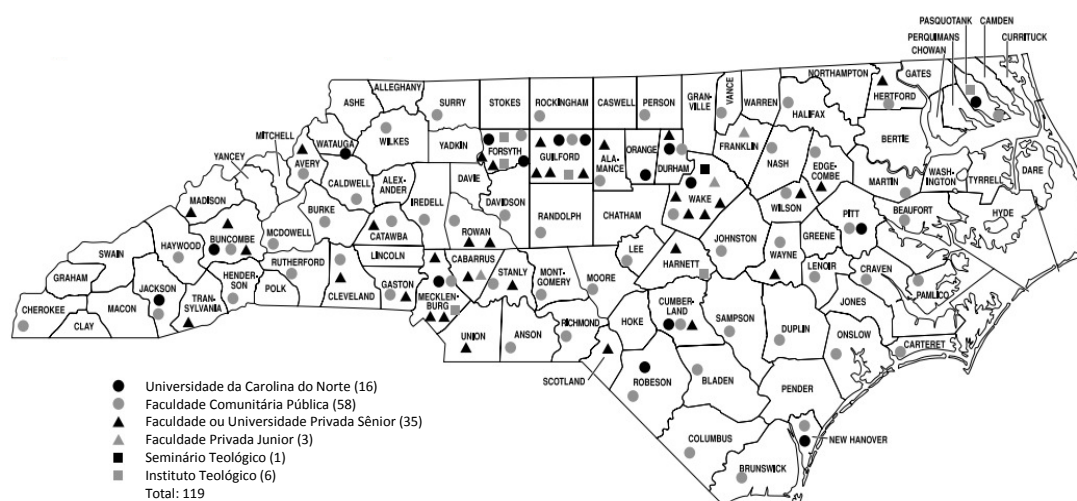 PASQUOTANK
CAMDEN
PERQUIMANS
CURRITUCK
CHOWAN
NORTHAMPTON
GATES
ALLEGHANY
ASHE
SURRY
STOKES
ROCKINGHAM
CASWELL
PERSON
GRAN-
VILLE
VANCE
WARREN
HALIFAX
HERTFORD
MITCHELL
WATAUGA
WILKES
YADKIN
FORSYTH
GUILFORD
ALA-
MANCE
ORANGE
DURHAM
FRANKLIN
NASH
EDGE-
COMBE
BERTIE
YANCEY
AVERY
CALDWELL
ALEX-
ANDER
IREDELL
DAVIE
DAVIDSON
RANDOLPH
CHATHAM
WAKE
WILSON
MARTIN
WASH-
INGTON
TYRRELL
DARE
MADISON
BURKE
CATAWBA
ROWAN
JOHNSTON
GREENE
PITT
BEAUFORT
HYDE
SWAIN
HAYWOOD
BUNCOMBE
MCDOWELL
LINCOLN
CABARRUS
STANLY
MONT-
GOMERY
MOORE
LEE
HARNETT
WAYNE
LENOIR
CRAVEN
PAMLICO
GRAHAM
JACKSON
HENDER-
SON
RUTHERFORD
POLK
CLEVELAND
GASTON
MECKLEN-
BURG
CHEROKEE
MACON
CLAY
TRAN-
SYLVANIA
UNION
ANSON
RICHMOND
HOKE
CUMBER-
LAND
SAMPSON
DUPLIN
JONES
ONSLOW
CARTERET
SCOTLAND
ROBESON
BLADEN
PENDER
COLUMBUS
BRUNSWICK
NEW HANOVER
Universidade da Carolina do Norte (16)
Faculdade Comunitária Pública (58)
Faculdade ou Universidade Privada Sênior (35)
Faculdade Privada Junior (3)
Seminário Teológico (1)
Instituto Teológico (6)
Total: 119